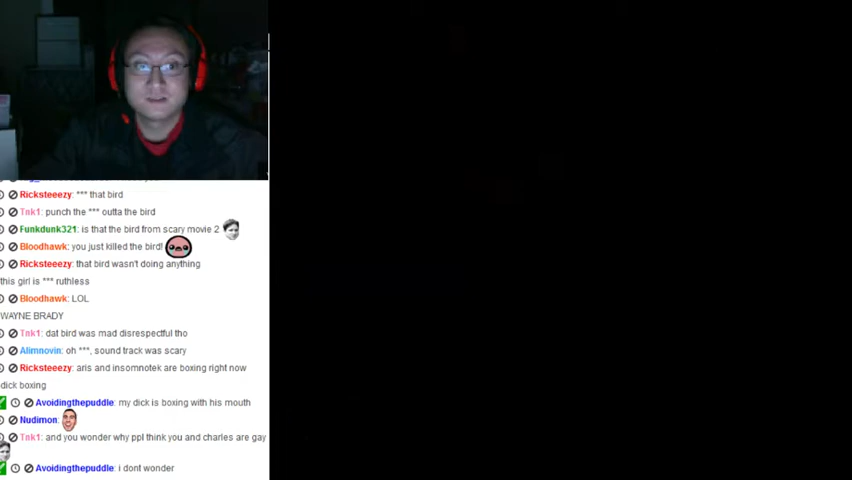 Ricksteeezy: *** that bird
Tnk1: punch the *** outta the bird
Funkdunk321: is that the bird from scary movie 2
Bloodhawk: you just killed the bird!
Ricksteeezy: that bird wasn't doing anything
this girl is *** ruthless
Bloodhawk: LOL
WAYNE BRADY
Tnk1: dat bird was mad disrespectful tho
Alimnovin: oh ***, sound track was scary
Ricksteeezy: aris and insomnotek are boxing right now
dick boxing
Avoidingthepuddle: my dick is boxing with his mouth
Nudimon:
Tnk1: and you wonder why ppl think you and charles are gay
Avoidingthepuddle: i dont wonder